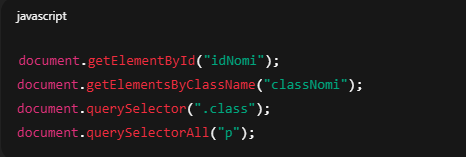 javascript
document.getElementById("idNomi");
document.getElementsByClassName("classNomi");
document.querySelector(".class");
document.querySelectorAll("p");